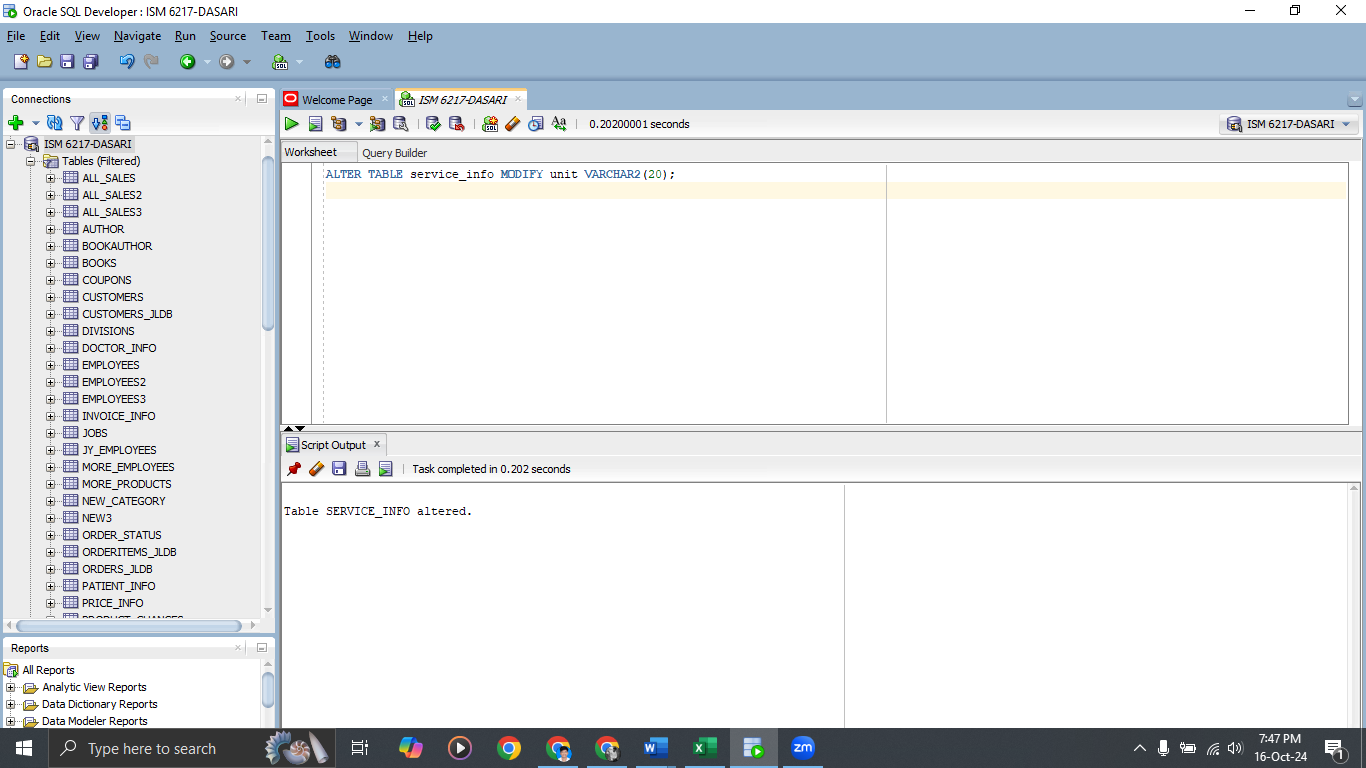 Oracle SQL Developer : ISM 6217-DASARI
File Edit View Navigate Run Source Team Tools Window Help
Connections
ISM 6217-DASARI
Tables (Filtered)
ALL_SALES
ALL_SALES2
ALL_SALES3
AUTHOR
BOOKAUTHOR
BOOKS
COUPONS
CUSTOMERS
CUSTOMERS_JLDB
DIVISIONS
DOCTOR_INFO
EMPLOYEES
EMPLOYEES2
EMPLOYEES3
INVOICE_INFO
JOBS
JY_EMPLOYEES
MORE_EMPLOYEES
MORE_PRODUCTS
NEW_CATEGORY
NEW3
ORDER_STATUS
ORDERITEMS_JLDB
ORDERS_JLDB
PATIENT_INFO
PRICE_INFO
PRODUCT_CHANGES
Reports
All Reports
Analytic View Reports
Data Dictionary Reports
Data Modeler Reports
Welcome Page
SQL ISM 6217-DASARI
SQL
0.20200001 seconds
ISM 6217-DASARI
Worksheet Query Builder
ALTER TABLE service_info MODIFY unit VARCHAR2(20);
Script Output
Task completed in 0.202 seconds
Table SERVICE_INFO altered.
Type here to search
zm
7:47 PM
16-Oct-24
1